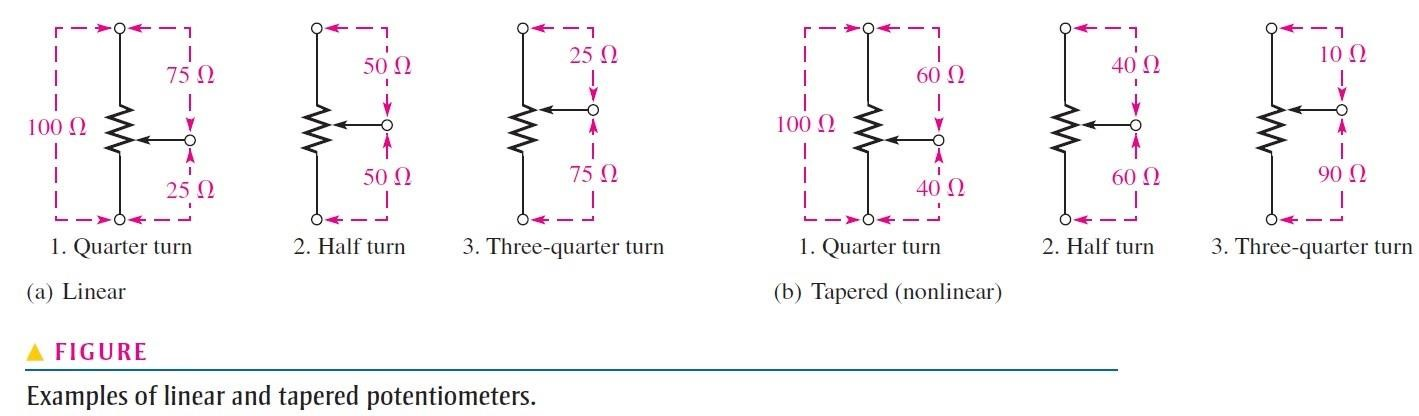 75 Ω
100 Ω
25 Ω
1. Quarter turn
50 Ω
50 Ω
2. Half turn
25 Ω
75 Ω
3. Three-quarter turn
(a) Linear
60 Ω
100 Ω
40 Ω
1. Quarter turn
40 Ω
60 Ω
2. Half turn
10 Ω
90 Ω
3. Three-quarter turn
(b) Tapered (nonlinear)
FIGURE
Examples of linear and tapered potentiometers.